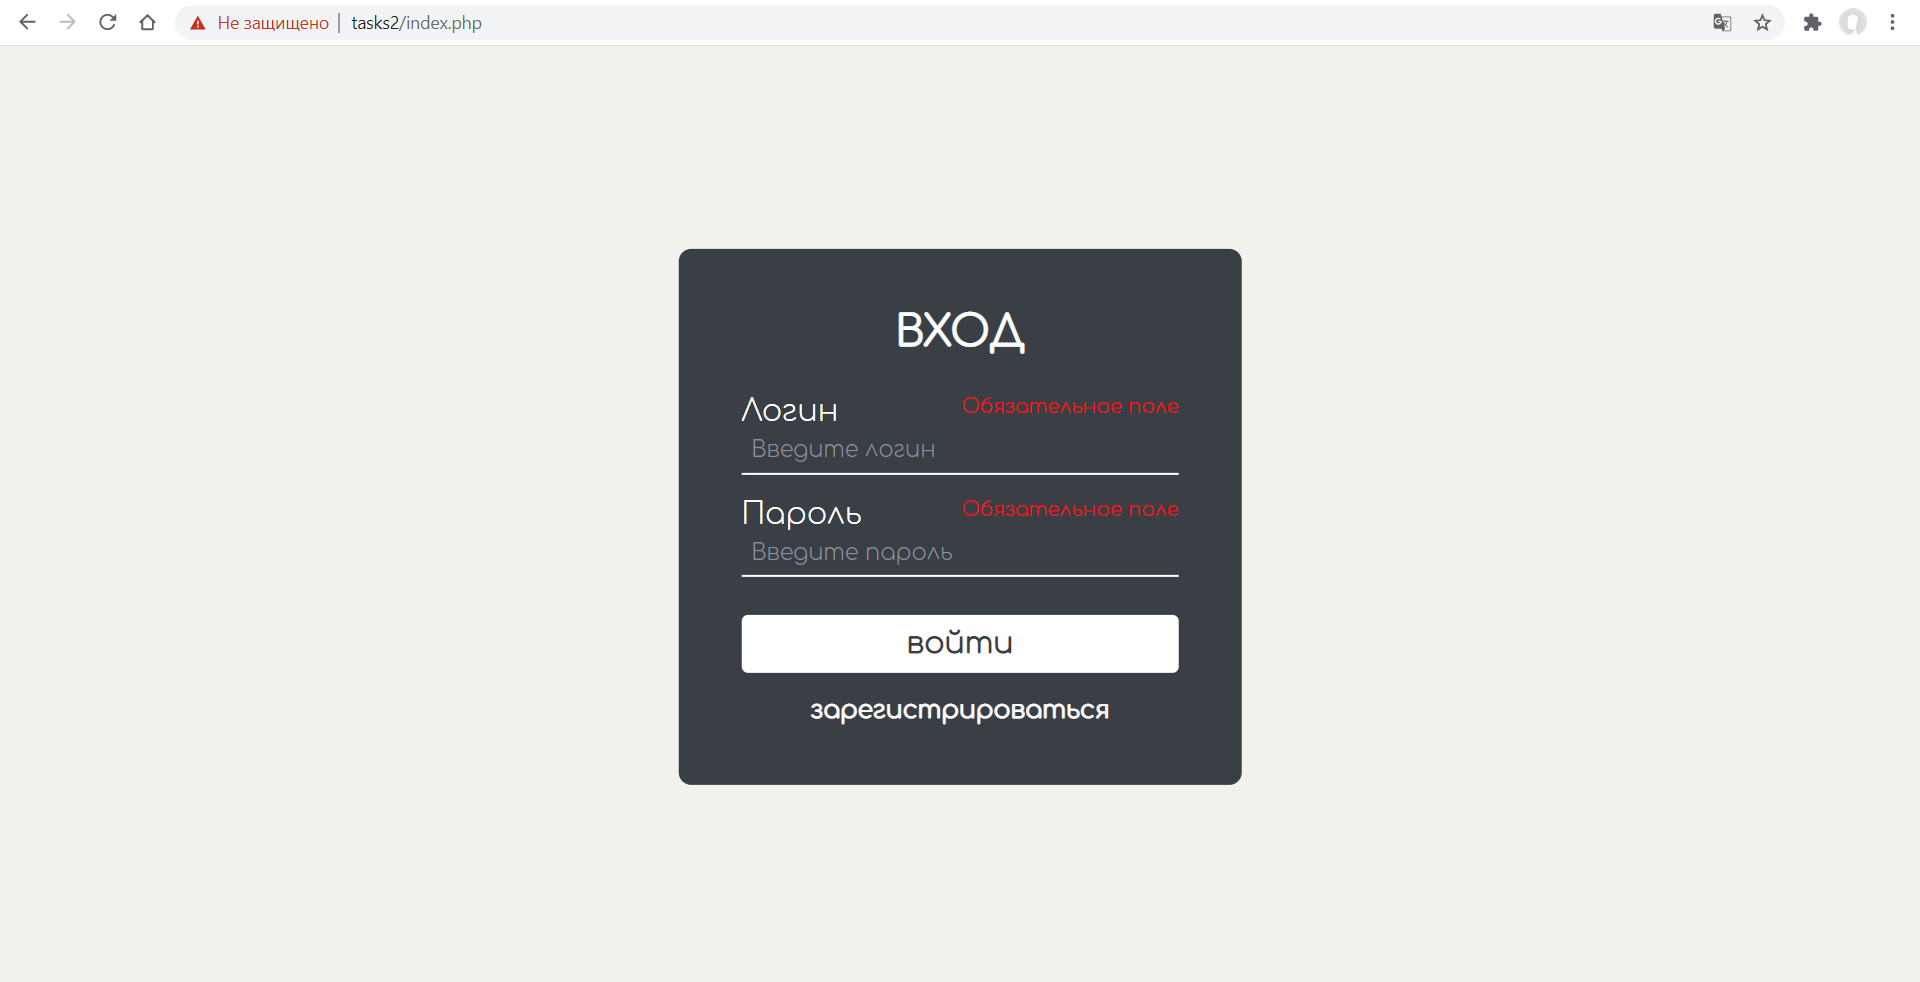 Не защищено | tasks2/index.php
ВХОД
Логин Обязательное поле
Введите логин
Пароль Обязательное поле
Введите пароль
войти
зарегистрироваться